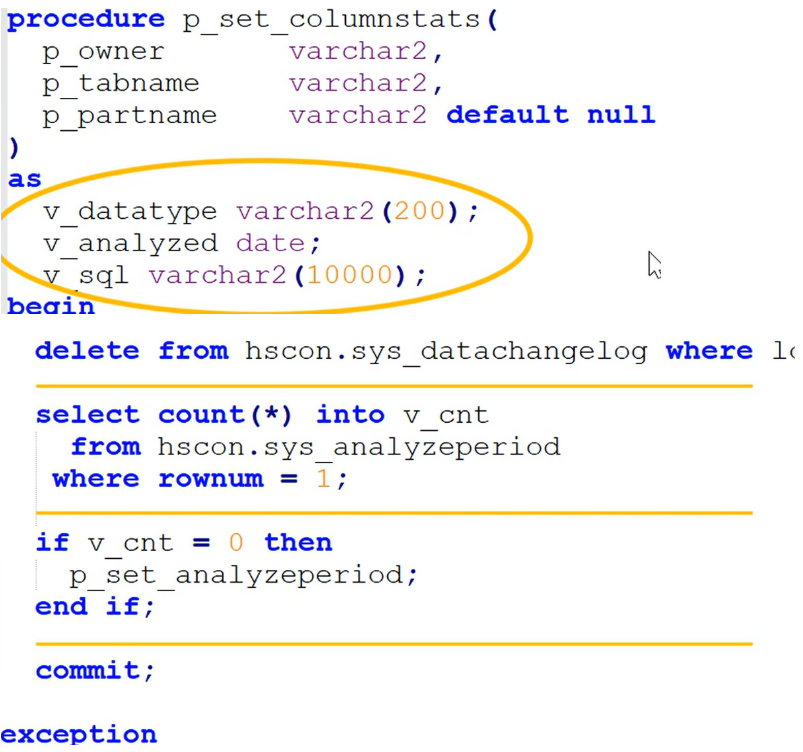 procedure p_set_columnstats(
p_owner varchar2,
p_tabname varchar2,
p_partname varchar2 default null
)
as
v_datatype varchar2(200);
v_analyzed date;
v_sql varchar2(10000);
begin
delete from hscon.sys_datachangelog where
select count(*) into v_cnt
from hscon.sys_analyzeperiod
where rownum = 1;
if v_cnt = 0 then
p_set_analyzeperiod;
end if;
commit;
exception